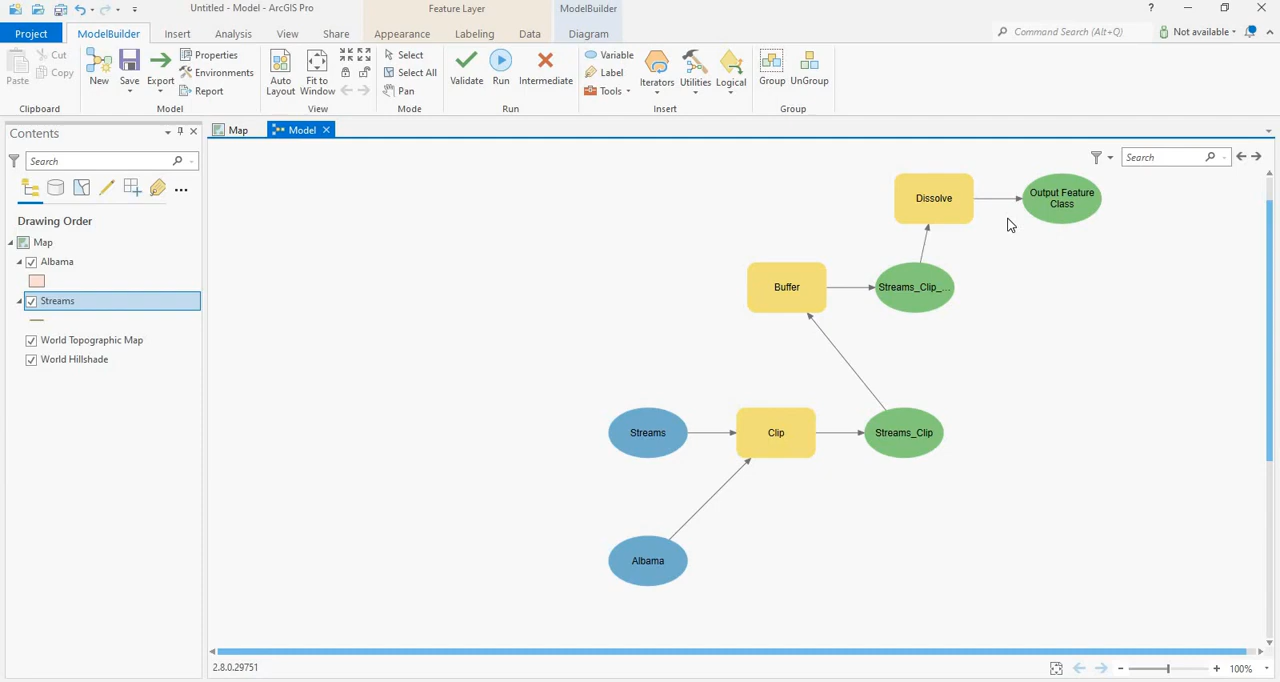 Untitled - Model - ArcGIS Pro
Feature Layer
ModelBuilder
?
Project
ModelBuilder
Insert
Analysis
View
Share
Appearance
Labeling
Data
Diagram
Command Search (Alt+Q)
Not available
Paste
Cut
Copy
Clipboard
New
Save
Export
Properties
Environments
Report
Model
Auto Layout
Fit to Window
View
Select
Select All
Pan
Mode
Validate
Run
Intermediate
Run
Variable
Label
Tools
Iterators
Utilities
Logical
Insert
Group
UnGroup
Group
Contents
Search
Drawing Order
Map
Albama
Streams
World Topographic Map
World Hillshade
Map
Model
Search
Dissolve
Output Feature
Class
Buffer
Streams_Clip_...
Streams
Clip
Streams_Clip
Albama
2.8.0.29751
100%